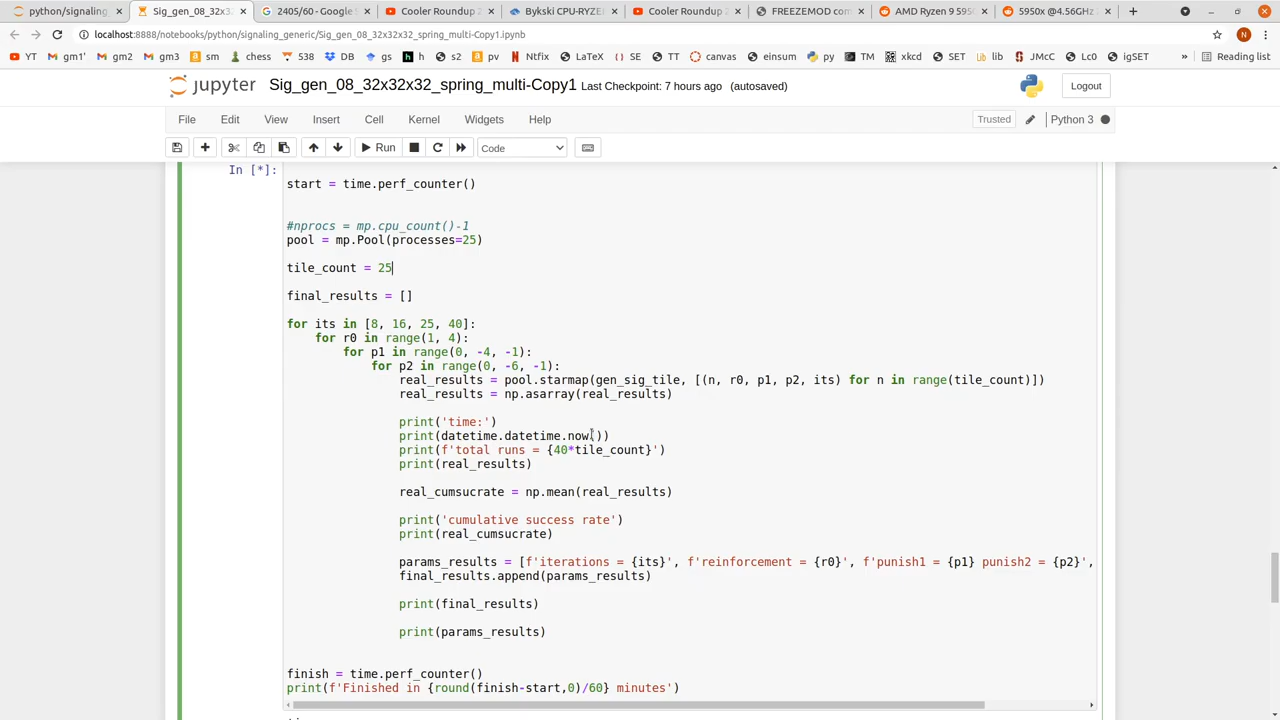 python/signaling_
Sig_gen_08_32x32x3
2405/60 - Google S
Cooler Roundup 2
Bykski CPU-RYZE
Cooler Roundup 2
FREEZEMOD com
AMD Ryzen 9 595
5950x @4.56GHz
localhost:8888/notebooks/python/signaling_generic/Sig_gen_08_32x32x32_spring_multi-Copy1.ipynb
YT gm1' gm2 gm3 chess sm 538 DB gs h s2 pv Ntfix LaTeX SE TT canvas einsum py TM xkcd SET lib JMcC Lc0 igSET » Reading list
jupyter Sig_gen_08_32x32x32_spring_multi-Copy1 Last Checkpoint: 7 hours ago (autosaved) Logout
File Edit View Insert Cell Kernel Widgets Help Trusted Python 3
Run Code
In [*]:
start = time.perf_counter()
#nprocs = mp.cpu_count()-1
pool = mp.Pool(processes=25)
tile_count = 25
final_results = []
for its in [8, 16, 25, 40]:
for r0 in range(1, 4):
for p1 in range(0, -4, -1):
for p2 in range(0, -6, -1):
real_results = pool.starmap(gen_sig_tile, [(n, r0, p1, p2, its) for n in range(tile_count)])
real_results = np.asarray(real_results)
print('time:')
print(datetime.datetime.now())
print(f'total runs = {40*tile_count}')
print(real_results)
real_cumsucrate = np.mean(real_results)
print('cumulative success rate')
print(real_cumsucrate)
params_results = [f'iterations = {its}', f'reinforcement = {r0}', f'punish1 = {p1} punish2 = {p2}',
final_results.append(params_results)
print(final_results)
print(params_results)
finish = time.perf_counter()
print(f'Finished in {round(finish-start,0)/60} minutes')